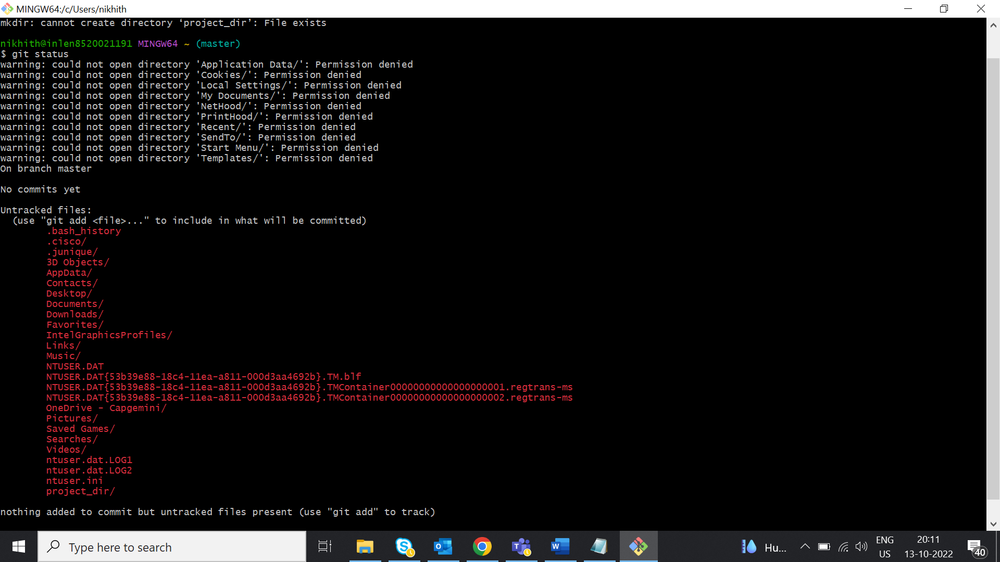 MINGW64:/c/Users/nikhith
mkdir: cannot create directory ‘project_dir’: File exists
nikhith@inlen8520021191 MINGW64 ~ (master)
$ git status
warning: could not open directory 'Application Data/': Permission denied
warning: could not open directory 'Cookies/': Permission denied
warning: could not open directory 'Local Settings/': Permission denied
warning: could not open directory 'My Documents/': Permission denied
warning: could not open directory 'NetHood/': Permission denied
warning: could not open directory 'PrintHood/': Permission denied
warning: could not open directory 'Recent/': Permission denied
warning: could not open directory 'SendTo/': Permission denied
warning: could not open directory 'Start Menu/': Permission denied
warning: could not open directory 'Templates/': Permission denied
On branch master
No commits yet
Untracked files:
(use "git add <file>..." to include in what will be committed)
.bash_history
.cisco/
.junique/
3D Objects/
AppData/
Contacts/
Desktop/
Documents/
Downloads/
Favorites/
IntelGraphicsProfiles/
Links/
Music/
NTUSER.DAT
NTUSER.DAT{53b39e88-18c4-11ea-a811-000d3aa4692b}.TM.blf
NTUSER.DAT{53b39e88-18c4-11ea-a811-000d3aa4692b}.TMContainer00000000000000000001.regtrans-ms
NTUSER.DAT{53b39e88-18c4-11ea-a811-000d3aa4692b}.TMContainer00000000000000000002.regtrans-ms
OneDrive - Capgemini/
Pictures/
Saved Games/
Searches/
Videos/
ntuser.dat.LOG1
ntuser.dat.LOG2
ntuser.ini
project_dir/
nothing added to commit but untracked files present (use "git add" to track)
Type here to search
Hu...
ENG
US
20:11
13-10-2022
40